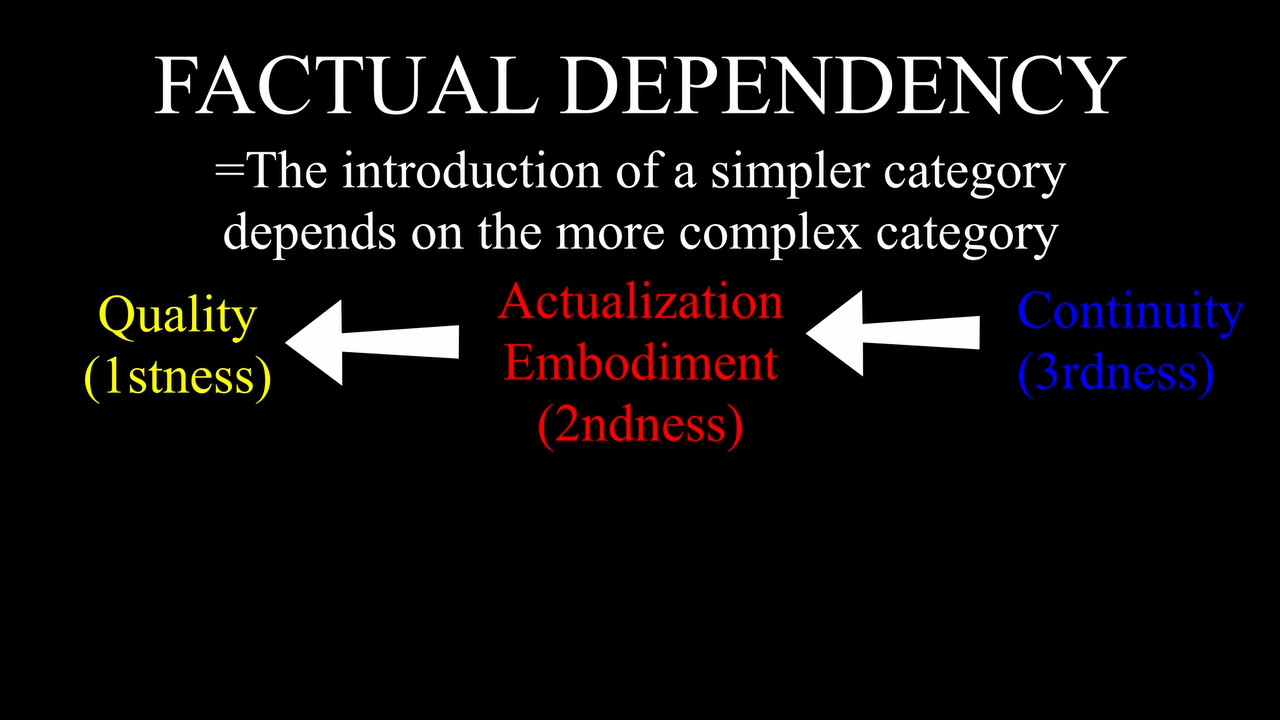 FACTUAL DEPENDENCY
=The introduction of a simpler category
depends on the more complex category
Quality
(1stness)
Actualization
Embodiment
(2ndness)
Continuity
(3rdness)